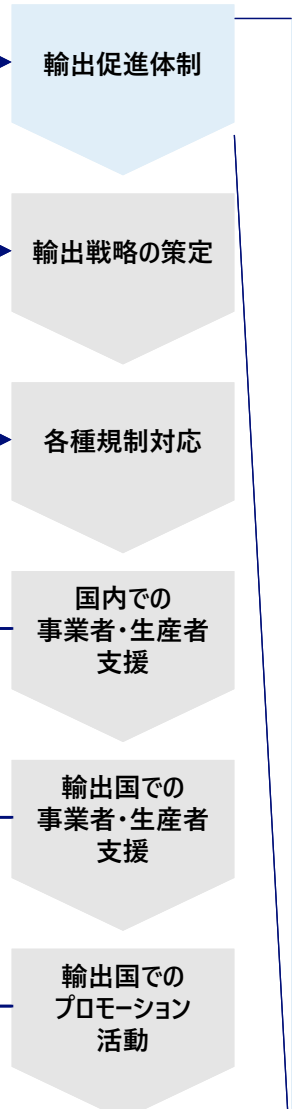 輸出促進体制
輸出戦略の策定
各種規制対応
国内での
事業者・生産者
支援
輸出国での
事業者・生産者
支援
輸出国での
プロモーション
活動